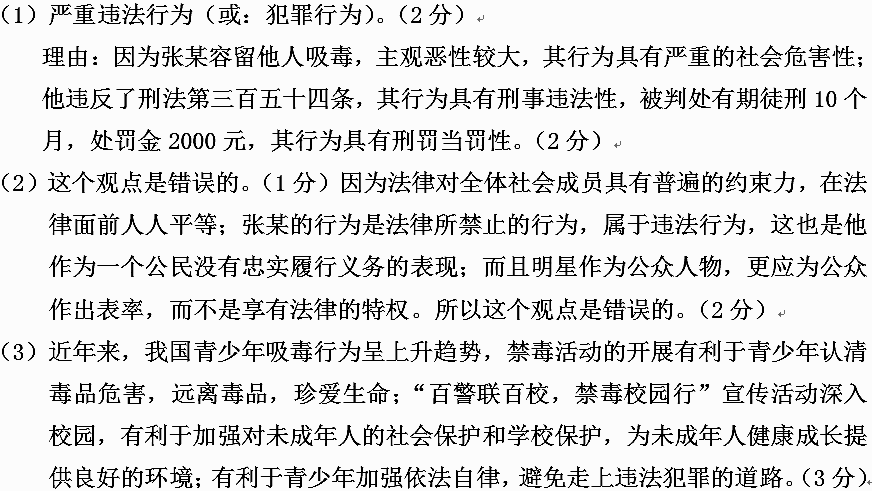 （1）严重违法行为（或：犯罪行为）。（2 分）
理由：因为张某容留他人吸毒，主观恶性较大，其行为具有严重的社会危害性；
他违反了刑法第三百五十四条，其行为具有刑事违法性，被判处有期徒刑 10 个
月，处罚金 2000 元，其行为具有刑罚当罚性。（2 分）
（2）这个观点是错误的。（1 分）因为法律对全体社会成员具有普遍的约束力，在法
律面前人人平等；张某的行为是法律所禁止的行为，属于违法行为，这也是他
作为一个公民没有忠实履行义务的表现；而且明星作为公众人物，更应为公众
作出表率，而不是享有法律的特权。所以这个观点是错误的。（2 分）
（3）近年来，我国青少年吸毒行为呈上升趋势，禁毒活动的开展有利于青少年认清
毒品危害，远离毒品，珍爱生命；“百警联百校，禁毒校园行”宣传活动深入
校园，有利于加强对未成年人的社会保护和学校保护，为未成年人健康成长提
供良好的环境；有利于青少年加强依法自律，避免走上违法犯罪的道路。（3 分）